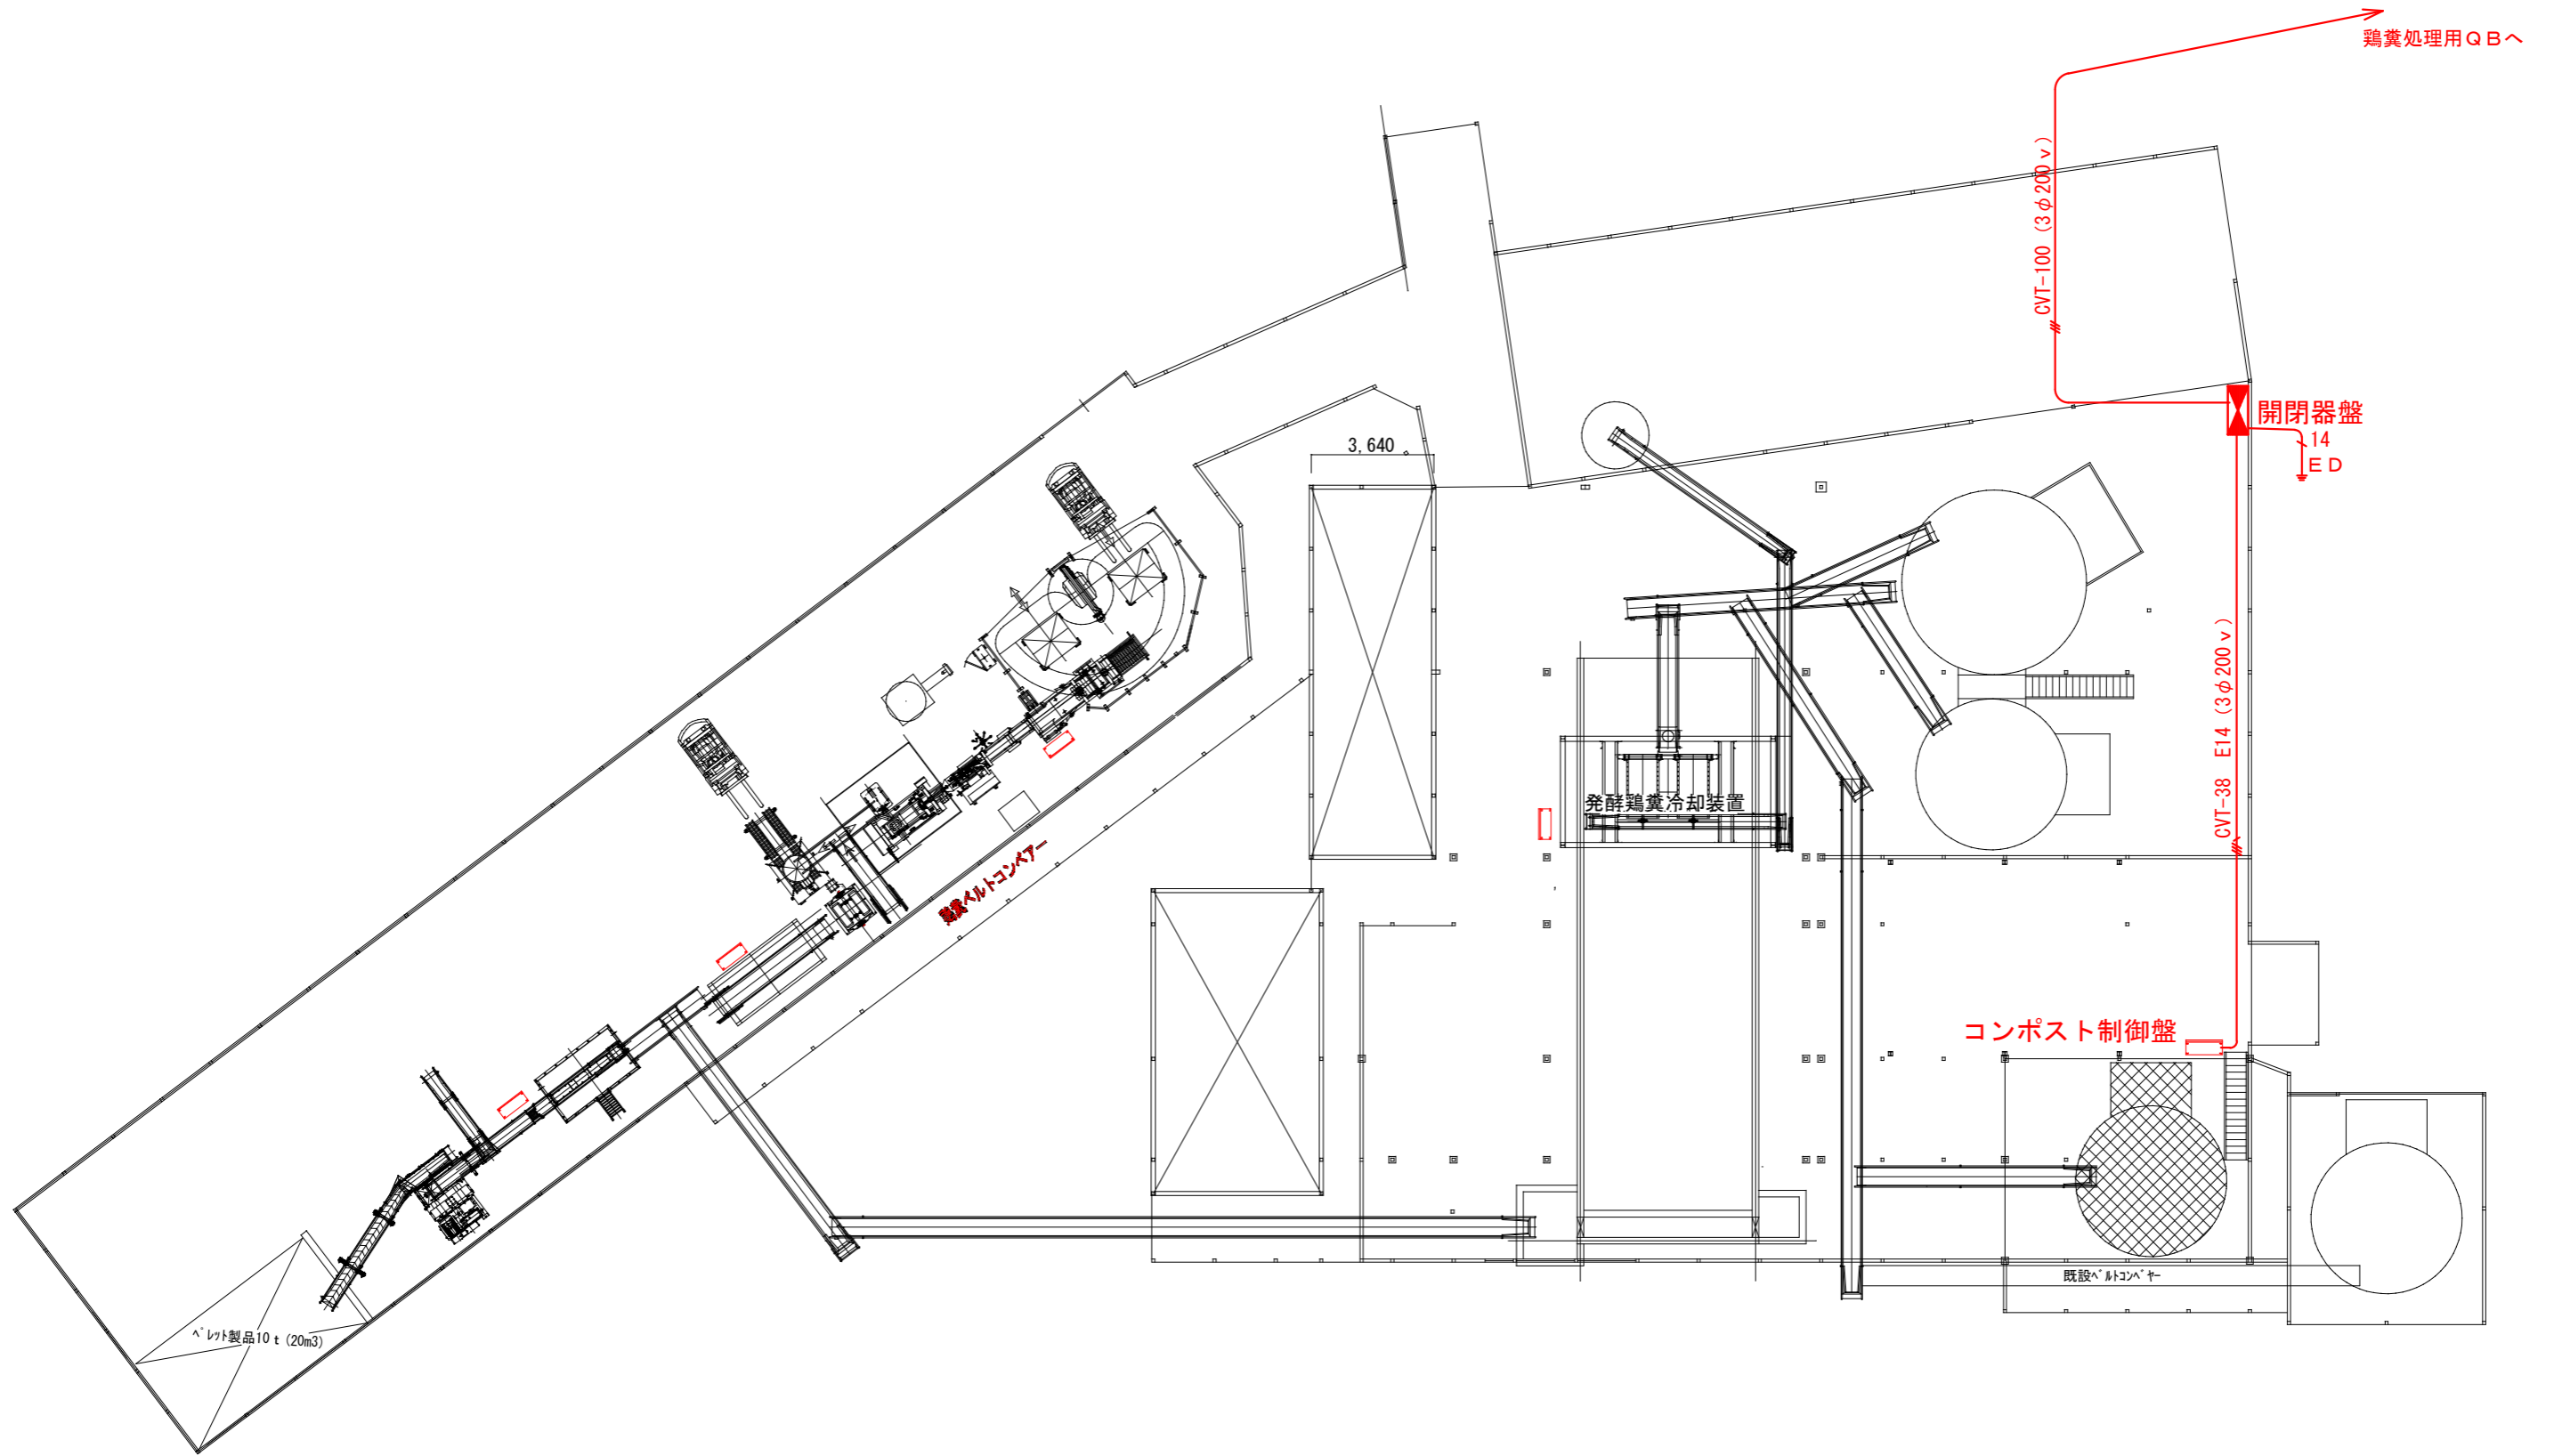 鶏糞処理用QBへ
CVT-100 (3φ200v)
開閉器盤
14
ED
3,640
CVT-38 E14 (3φ200v)
発酵鶏糞冷却装置
鶏糞ベルトコンベアー
コンポスト制御盤
既設ベルトコンベヤー
ペレット製品10t(20m3)